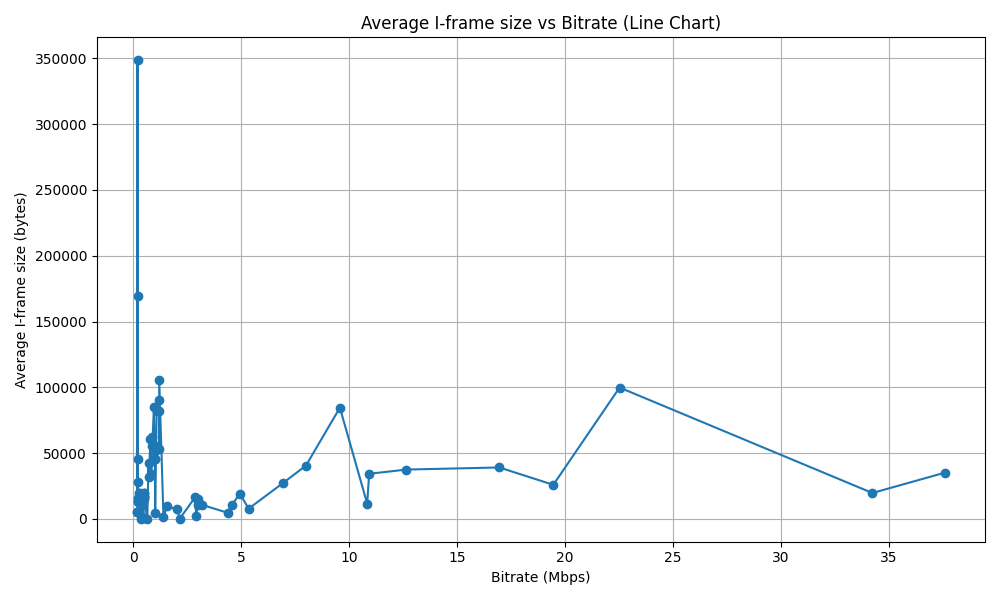 Average I-frame size vs Bitrate (Line Chart)
350000
300000
250000
200000
150000
100000
50000
0
Average I-frame size (bytes)
0 5 10 15 20 25 30 35
Bitrate (Mbps)